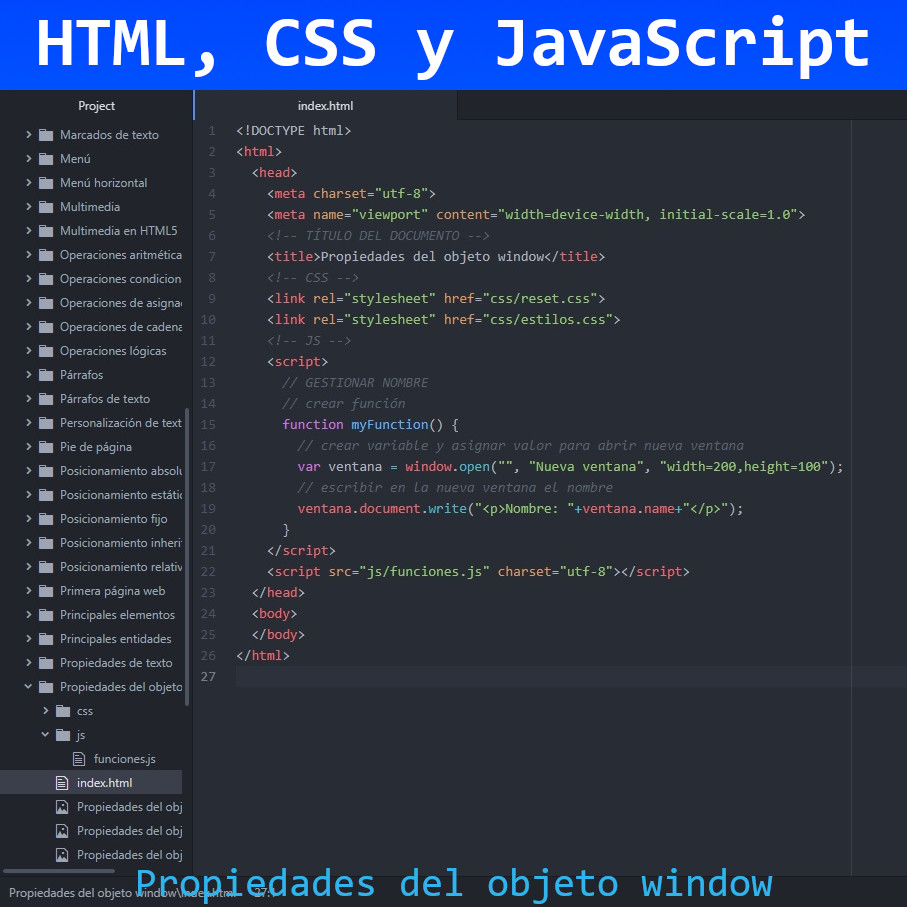 HTML, CSS y JavaScript
Project
index.html
Marcados de texto
Menú
Menú horizontal
Multimedia
Multimedia en HTML5
Operaciones aritmética
Operaciones condicion
Operaciones de asigna
Operaciones de cadena
Operaciones lógicas
Párrafos
Párrafos de texto
Personalización de text
Pie de página
Posicionamiento absolu
Posicionamiento estátic
Posicionamiento fijo
Posicionamiento inheri
Posicionamiento relativ
Primera página web
Principales elementos
Principales entidades
Propiedades de texto
Propiedades del objeto
css
js
funciones.js
index.html
Propiedades del obj
Propiedades del obj
Propiedades del obj
1 <!DOCTYPE html>
2 <html>
3 <head>
4 <meta charset="utf-8">
5 <meta name="viewport" content="width=device-width, initial-scale=1.0">
6 <!-- TÍTULO DEL DOCUMENTO -->
7 <title>Propiedades del objeto window</title>
8 <!-- CSS -->
9 <link rel="stylesheet" href="css/reset.css">
10 <link rel="stylesheet" href="css/estilos.css">
11 <!-- JS -->
12 <script>
13 // GESTIONAR NOMBRE
14 // crear función
15 function myFunction() {
16 // crear variable y asignar valor para abrir nueva ventana
17 var ventana = window.open("", "Nueva ventana", "width=200,height=100");
18 // escribir en la nueva ventana el nombre
19 ventana.document.write("<p>Nombre: "+ventana.name+"</p>");
20 }
21 </script>
22 <script src="js/funciones.js" charset="utf-8"></script>
23 </head>
24 <body>
25 </body>
26 </html>
27
Propiedades del objeto window\index.html 27:1
Propiedades del objeto window